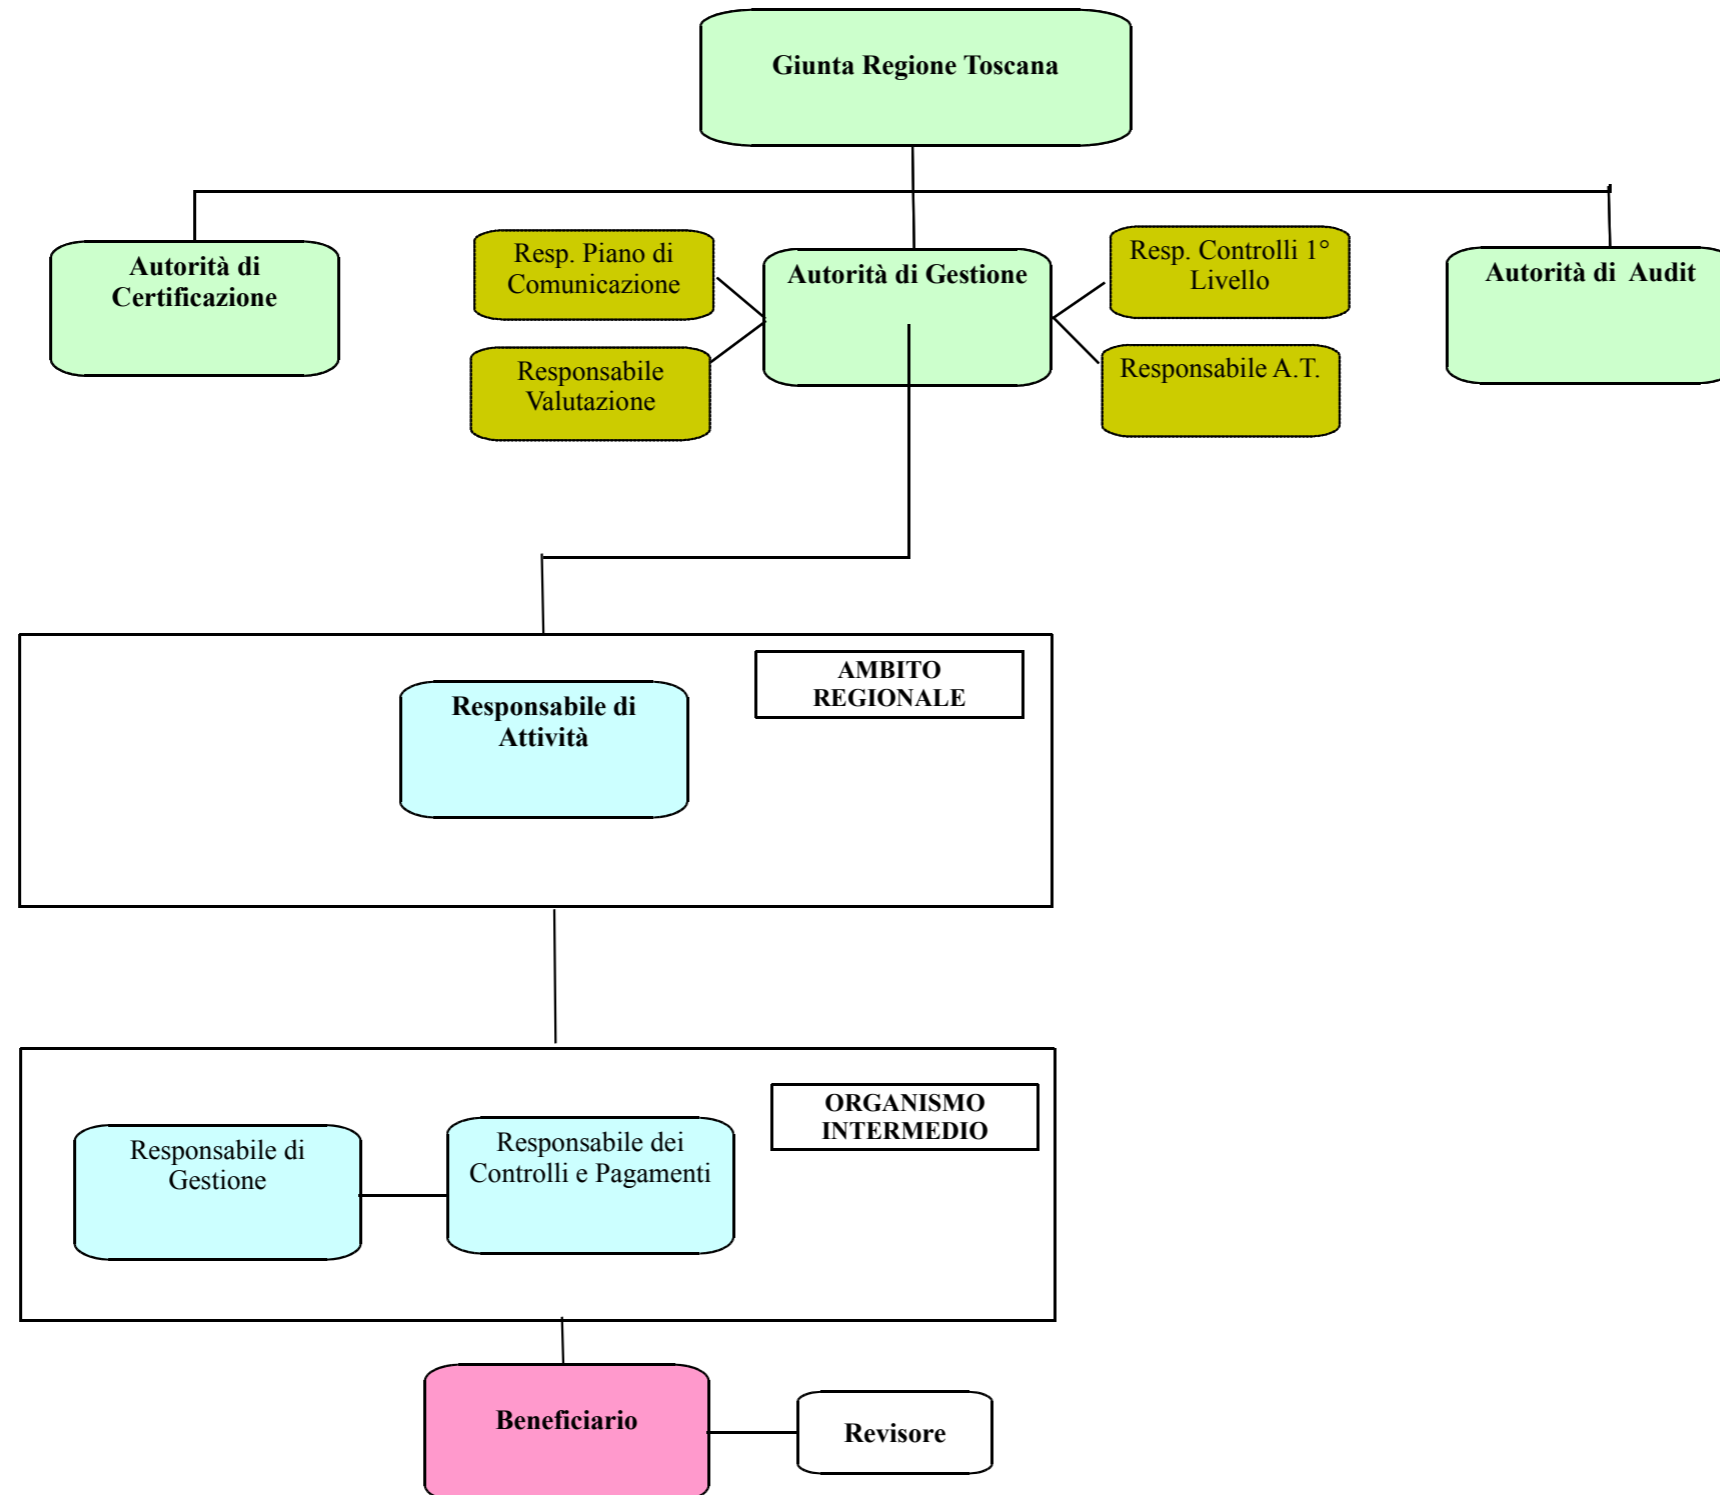 Giunta Regione Toscana
Autorità di
Certificazione
Resp. Piano di
Comunicazione
Responsabile
Valutazione
Autorità di Gestione
Resp. Controlli 1°
Livello
Responsabile A.T.
Autorità di  Audit
AMBITO
REGIONALE
Responsabile di
Attività
ORGANISMO
INTERMEDIO
Responsabile di
Gestione
Responsabile dei
Controlli e Pagamenti
Beneficiario
Revisore